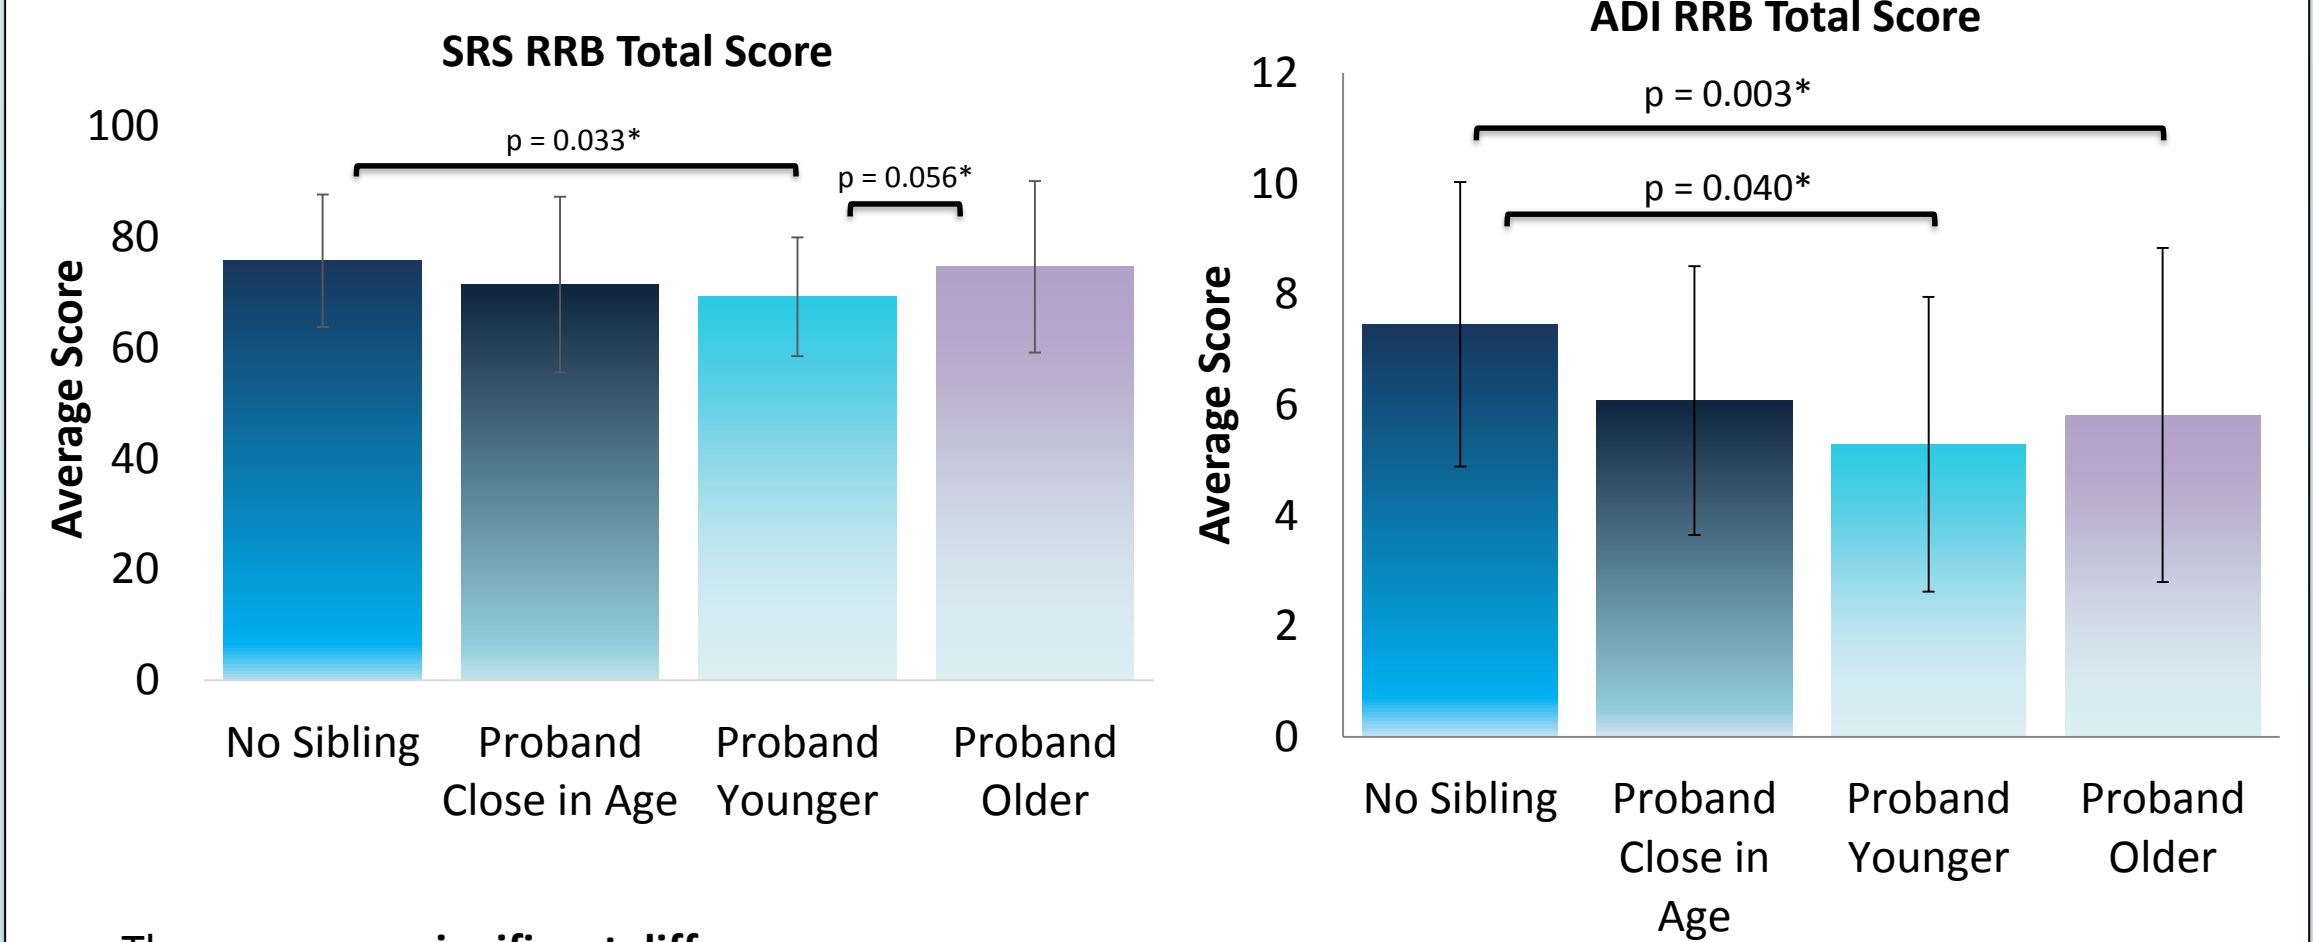 SRS RRB Total Score
100
80
60
40
20
0
Average Score
p = 0.033*
p = 0.056*
No Sibling
Proband
Close in Age
Proband
Younger
Proband
Older
ADI RRB Total Score
12
10
8
6
4
2
0
Average Score
p = 0.003*
p = 0.040*
No Sibling
Proband
Close in
Age
Proband
Younger
Proband
Older